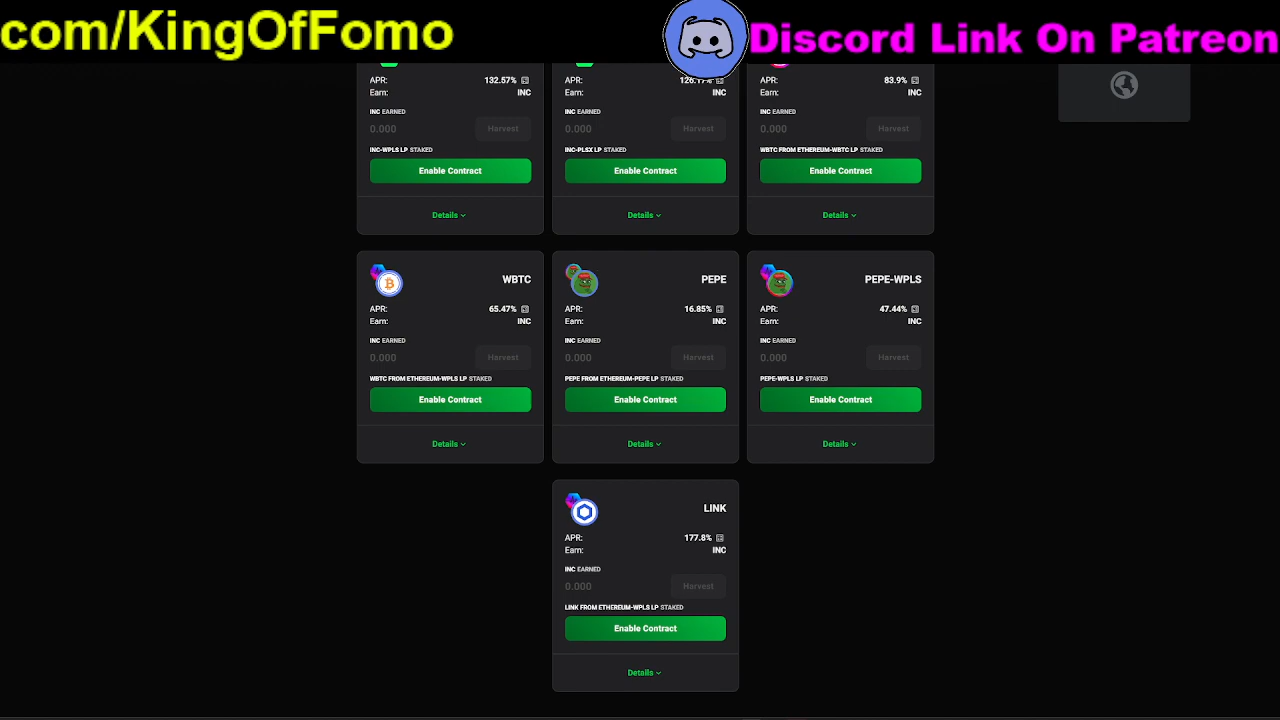 com/KingOfFomo
Discord Link On Patreon
APR: 132.57%
Earn: INC
INC EARNED
0.000 Harvest
INC-WPLS LP STAKED
Enable Contract
Details
APR: 126.17%
Earn: INC
INC EARNED
0.000 Harvest
INC-PLSX LP STAKED
Enable Contract
Details
APR: 83.9%
Earn: INC
INC EARNED
0.000 Harvest
WBTC FROM ETHEREUM-WBTC LP STAKED
Enable Contract
Details
WBTC
APR: 65.47%
Earn: INC
INC EARNED
0.000 Harvest
WBTC FROM ETHEREUM-WPLS LP STAKED
Enable Contract
Details
PEPE
APR: 16.85%
Earn: INC
INC EARNED
0.000 Harvest
PEPE FROM ETHEREUM-PEPE LP STAKED
Enable Contract
Details
PEPE-WPLS
APR: 47.44%
Earn: INC
INC EARNED
0.000 Harvest
PEPE-WPLS LP STAKED
Enable Contract
Details
LINK
APR: 177.8%
Earn: INC
INC EARNED
0.000 Harvest
LINK FROM ETHEREUM-WPLS LP STAKED
Enable Contract
Details